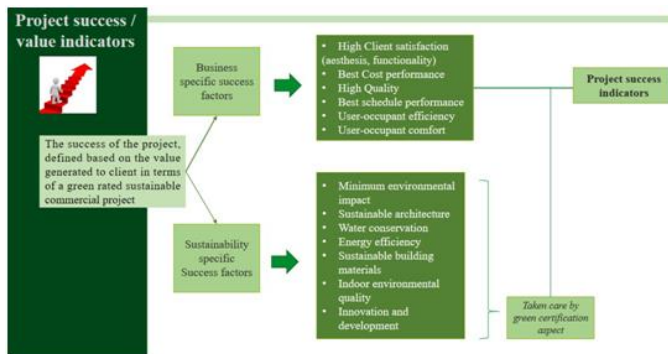 Project success /
value indicators
The success of the project,
defined based on the value
generated to client in terms
of a green rated sustainable
commercial project
Business
specific success
factors
• High Client satisfaction
(aesthesis, functionality)
• Best Cost performance
• High Quality
• Best schedule performance
• User-occupant efficiency
• User-occupant comfort
Project success
indicators
Sustainability
specific
Success factors
• Minimum environmental
impact
• Sustainable architecture
• Water conservation
• Energy efficiency
• Sustainable building
materials
• Indoor environmental
quality
• Innovation and
development
Taken care by
green certification
aspect